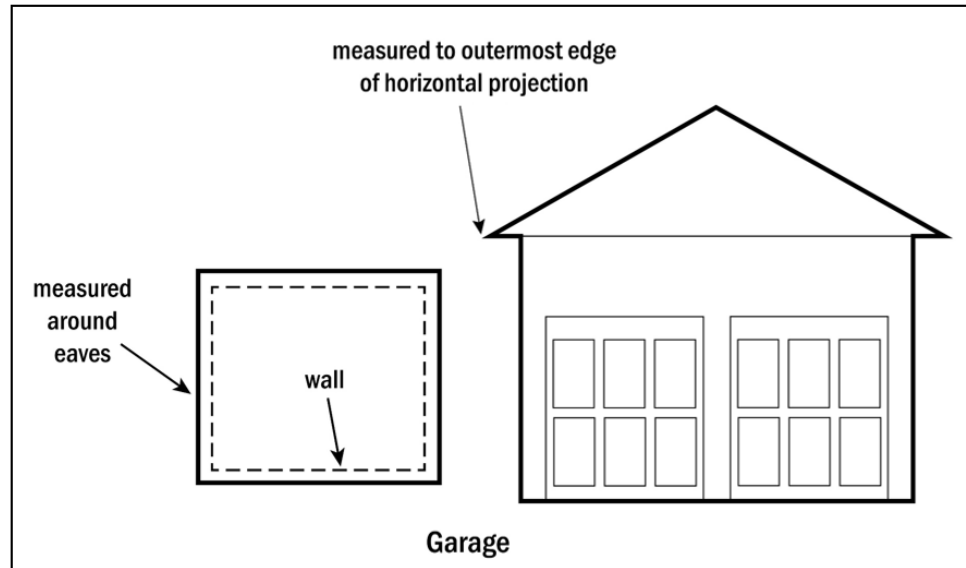 measured to outermost edge
of horizontal projection
measured
around
eaves
wall
Garage